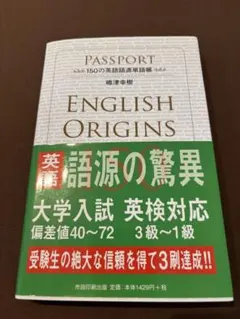 PASSPORT
150の英語語源単語帳
嶋津幸樹
ENGLISH
ORIGINS
英語
語源の驚異
大学入試 英検対応
偏差値40～72 3級～1級
受験生の絶大な信頼を得て3刷達成!!
定価:本体1429円+税